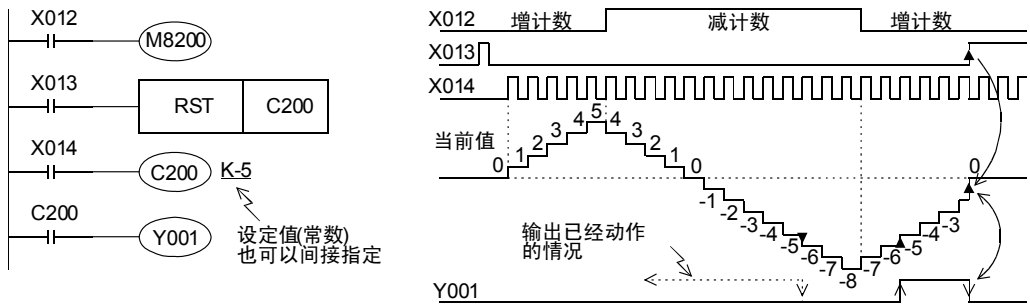 X012
M8200
X013
RST C200
X014
C200 K-5
C200
Y001
设定值(常数)
也可以间接指定
X012 增计数 减计数 增计数
X013
X014
当前值
0 1 2 3 4 5 4 3 2 1 0 -1 -2 -3 -4 -5 -6 -7 -8 -7 -6 -5 -4 -3 0
输出已经动作
的情况
Y001